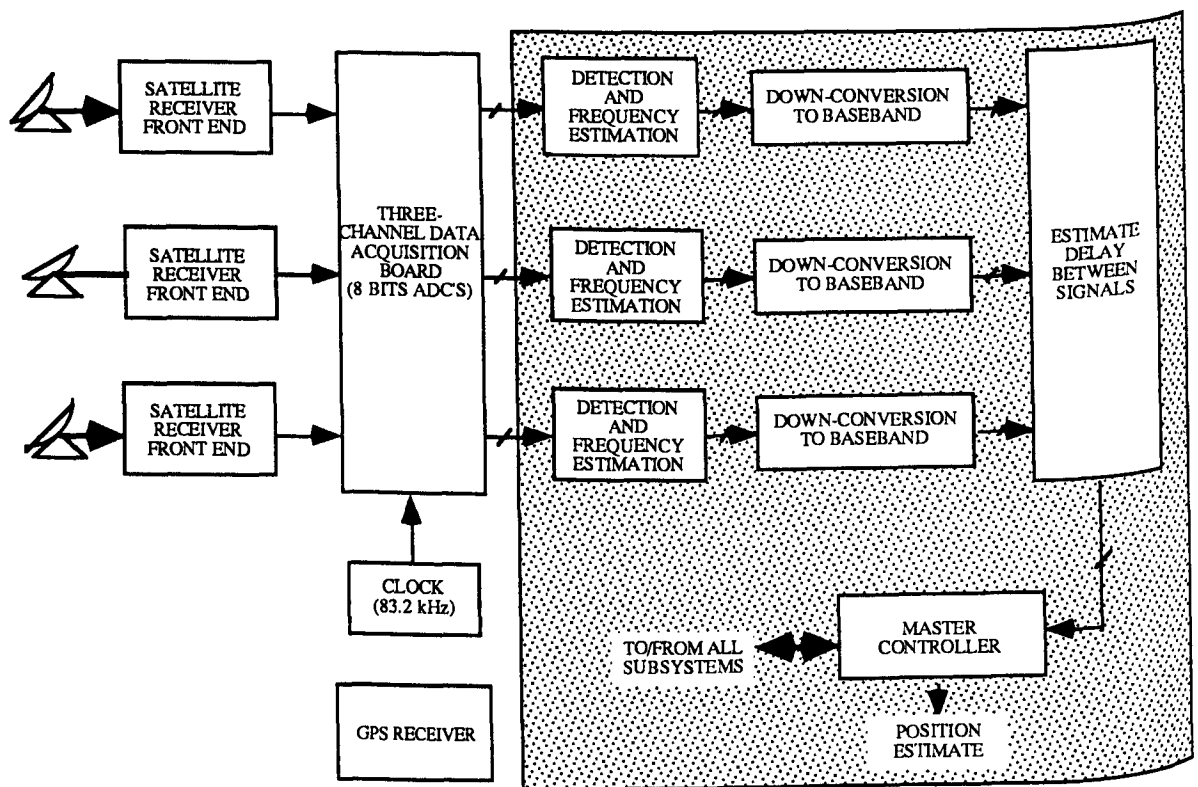 SATELLITE
RECEIVER
FRONT END
THREE-
CHANNEL DATA
ACQUISITION
BOARD
(8 BITS ADC'S)
DETECTION
AND
FREQUENCY
ESTIMATION
DOWN-CONVERSION
TO BASEBAND
SATELLITE
RECEIVER
FRONT END
DETECTION
AND
FREQUENCY
ESTIMATION
DOWN-CONVERSION
TO BASEBAND
ESTIMATE
DELAY
BETWEEN
SIGNALS
SATELLITE
RECEIVER
FRONT END
DETECTION
AND
FREQUENCY
ESTIMATION
DOWN-CONVERSION
TO BASEBAND
CLOCK
(83.2 kHz)
TO/FROM ALL
SUBSYSTEMS
MASTER
CONTROLLER
GPS RECEIVER
POSITION
ESTIMATE